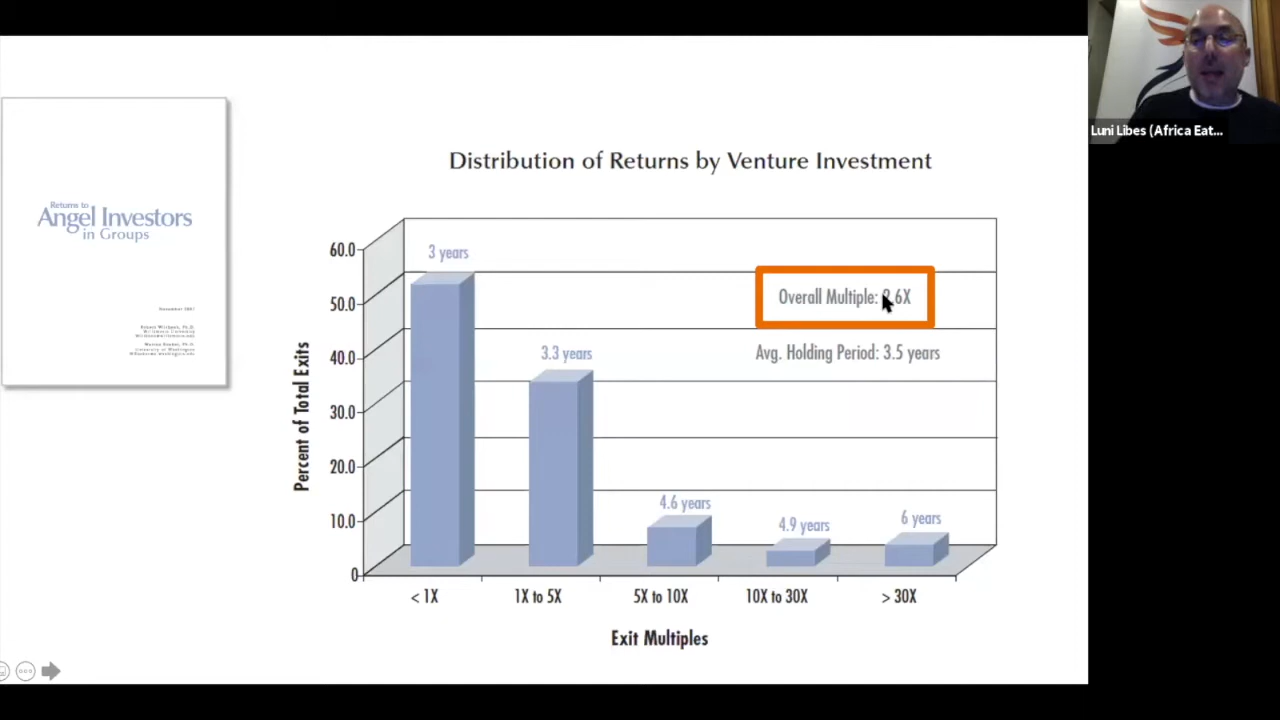 Luni Libes (Africa Eat...
Distribution of Returns by Venture Investment
Returns to
Angel Investors
in Groups
November 2007
Percent of Total Exits
60.0
50.0
40.0
30.0
20.0
10.0
0
3 years
3.3 years
4.6 years
4.9 years
6 years
Overall Multiple: .6X
Avg. Holding Period: 3.5 years
< 1X
1X to 5X
5X to 10X
10X to 30X
> 30X
Exit Multiples